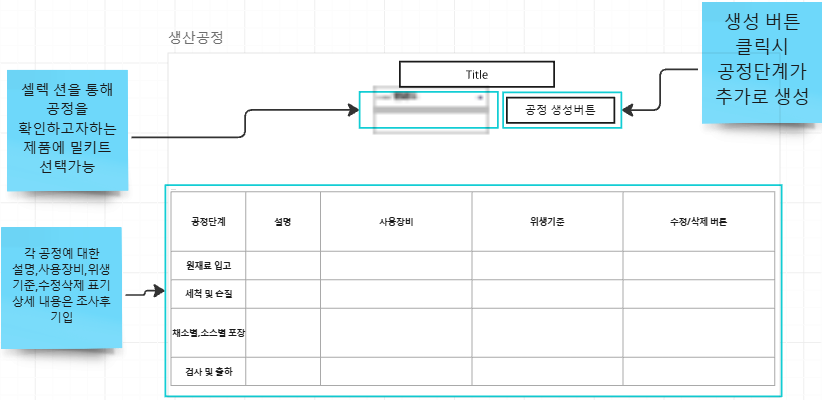 생산공정
생성 버튼
클릭시
공정단계가
추가로 생성
Title
공정 생성버튼
셀렉 션을 통해
공정을
확인하고자하는
제품에 밀키트
선택가능
각 공정에 대한
설명,사용장비,위생
기준,수정삭제 표기
상세 내용은 조사후
기입
공정단계 설명 사용장비 위생기준 수정/삭제 버튼
원재료 입고
세척 및 손질
채소별,소스별 포장
검사 및 출하